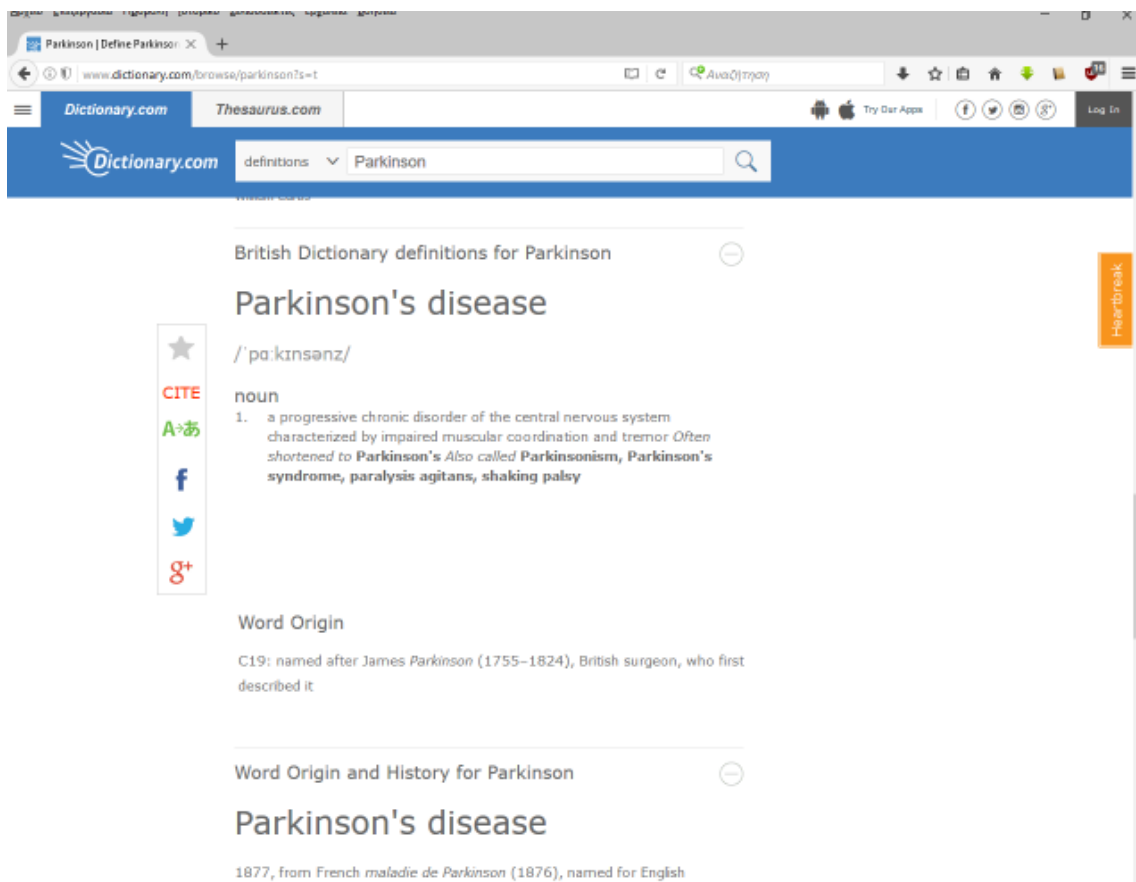 Parkinson | Define Parkinson
www.dictionary.com/browse/parkinson?s=t
Αναζήτηση
16
Dictionary.com
Thesaurus.com
Try Our Apps
Log In
Dictionary.com
definitions
Parkinson
British Dictionary definitions for Parkinson
Parkinson's disease
/ˈpɑːkɪnsənz/
CITE
noun
1. a progressive chronic disorder of the central nervous system
characterized by impaired muscular coordination and tremor Often
shortened to Parkinson's Also called Parkinsonism, Parkinson's
syndrome, paralysis agitans, shaking palsy
A→あ
f
g+
Heartbreak
Word Origin
C19: named after James Parkinson (1755–1824), British surgeon, who first
described it
Word Origin and History for Parkinson
Parkinson's disease
1877, from French maladie de Parkinson (1876), named for English